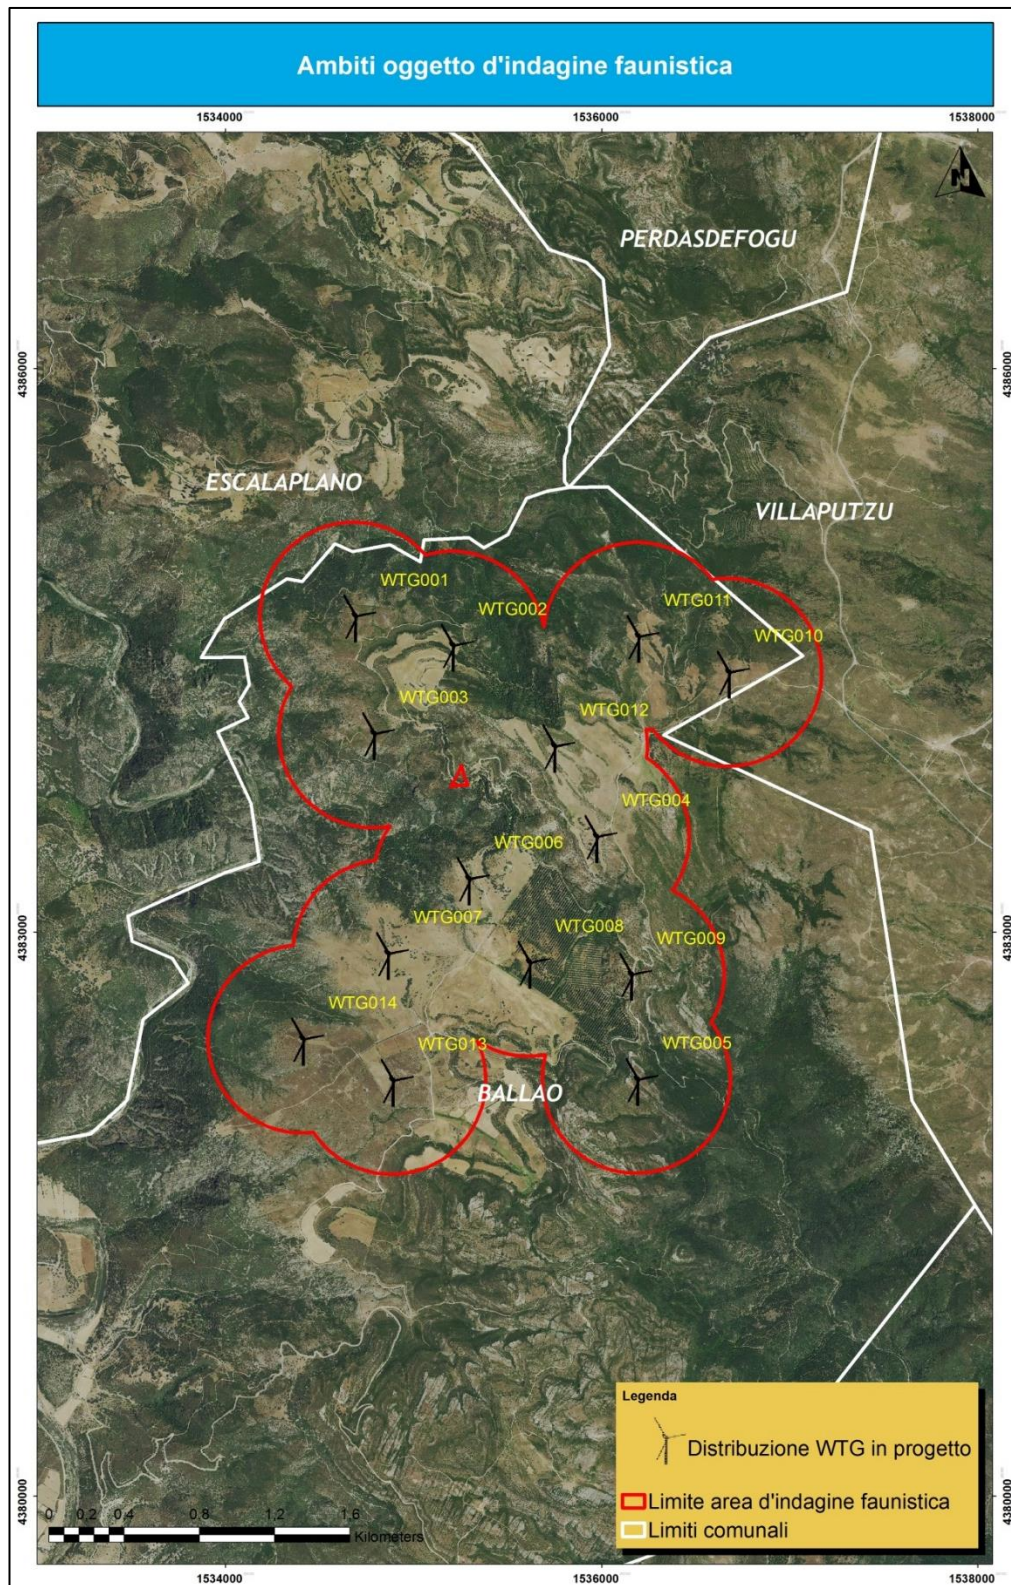 Ambiti oggetto d'indagine faunistica
1534000 1536000 1538000
PERDASDEFOGU
4386000 4386000
ESCALAPLANO
VILLAPUTZU
WTG001
WTG011
WTG002
WTG010
WTG003
WTG012
WTG004
WTG006
WTG007
WTG008
WTG009
4383000 4383000
WTG014
WTG013
WTG005
BALLAO
Legenda
Distribuzione WTG in progetto
Limite area d'indagine faunistica
Limiti comunali
4380000 4380000
0 0,2 0,4 0,8 1,2 1,6
Kilometers
1534000 1536000 1538000
N